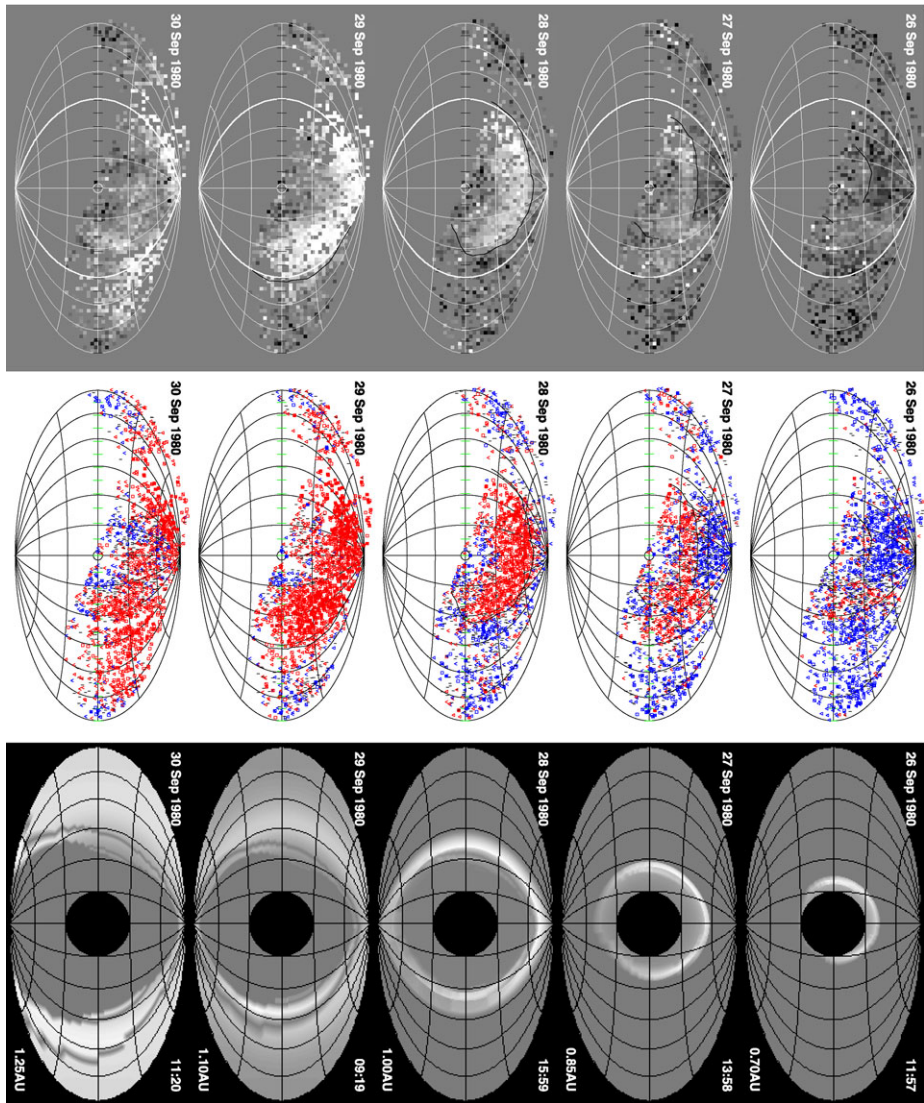 26 Sep 1980
27 Sep 1980
28 Sep 1980
29 Sep 1980
30 Sep 1980
26 Sep 1980
27 Sep 1980
28 Sep 1980
29 Sep 1980
30 Sep 1980
26 Sep 1980
11:57
0.70AU
27 Sep 1980
13:58
0.85AU
28 Sep 1980
15:59
1.00AU
29 Sep 1980
09:19
1.10AU
30 Sep 1980
11:20
1.25AU